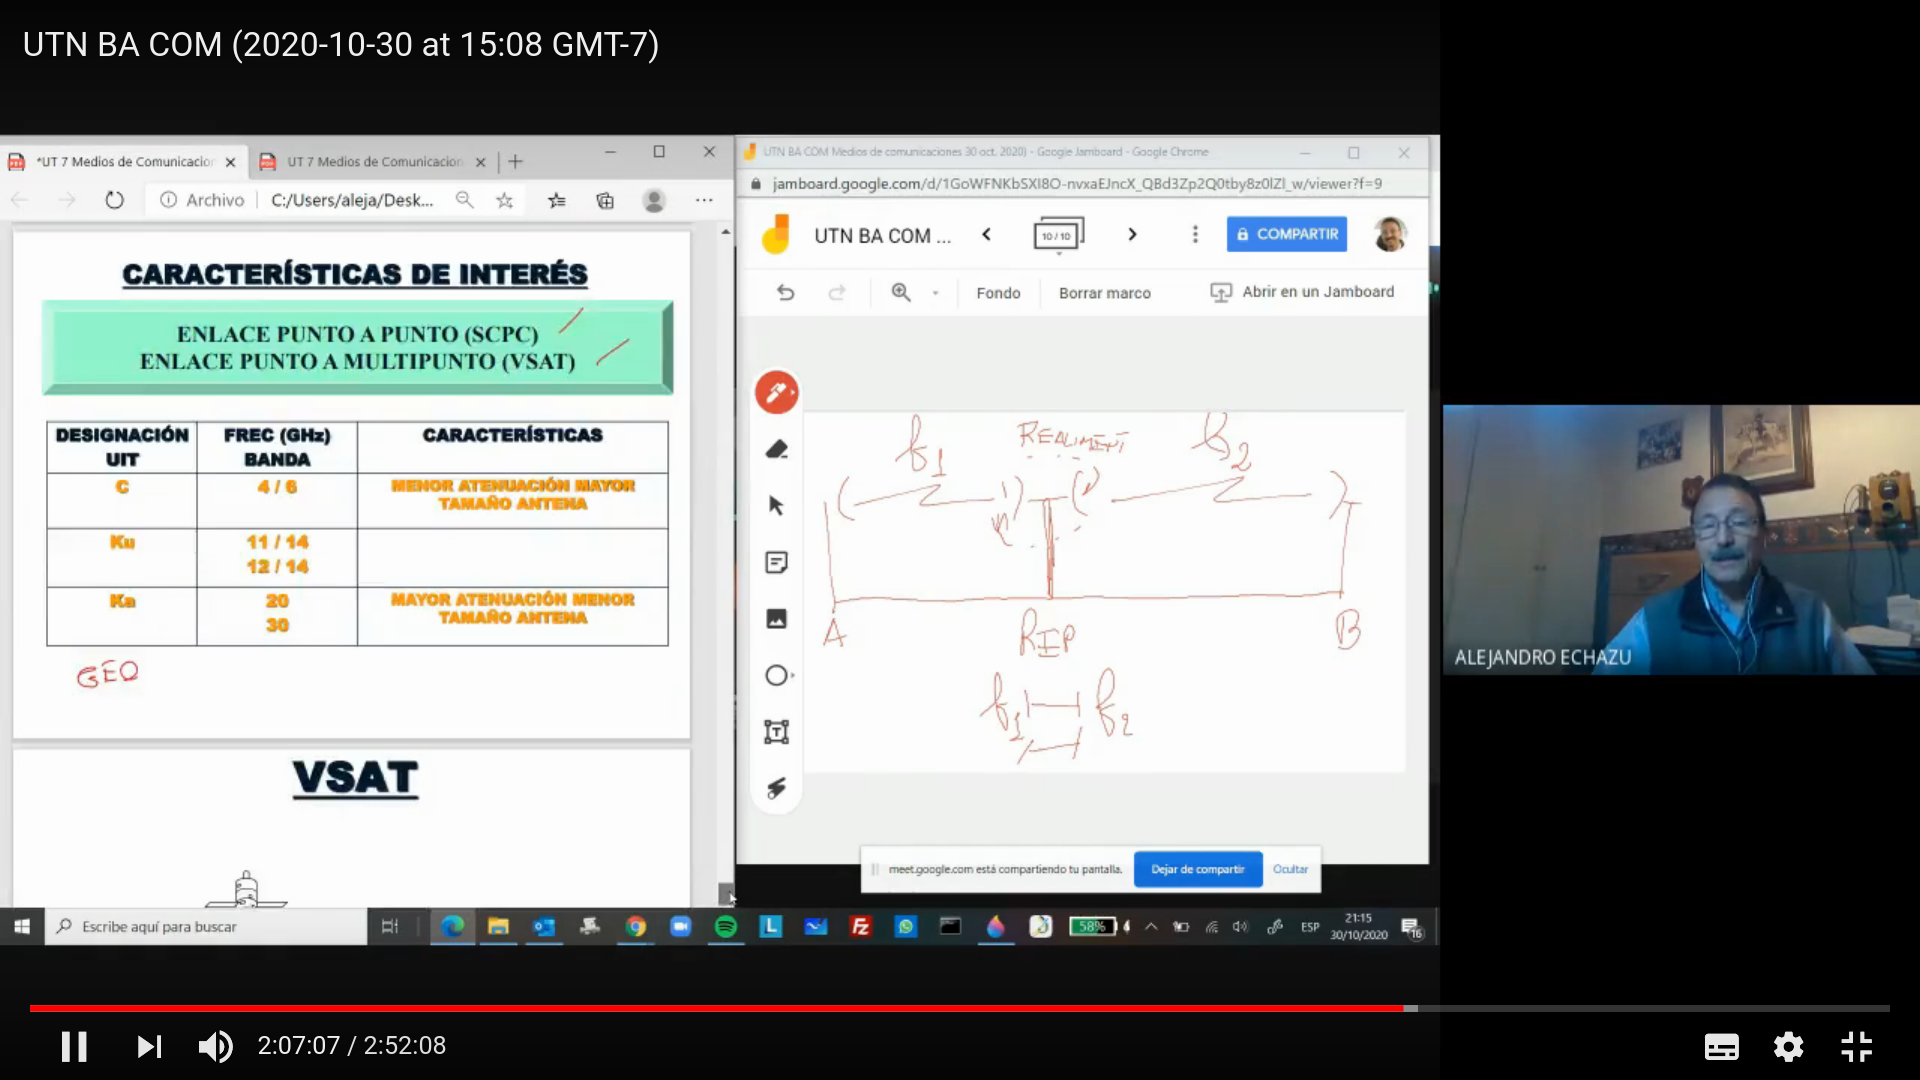 UTN BA COM (2020-10-30 at 15:08 GMT-7)
*UT 7 Medios de Comunicacior
UT 7 Medios de Comunicacion
Archivo
C:/Users/aleja/Desk...
CARACTERÍSTICAS DE INTERÉS
ENLACE PUNTO A PUNTO (SCPC)
ENLACE PUNTO A MULTIPUNTO (VSAT)
DESIGNACIÓN UIT
FREC (GHz) BANDA
CARACTERÍSTICAS
C
4 / 6
MENOR ATENUACIÓN MAYOR
TAMAÑO ANTENA
Ku
11 / 14
12 / 14
Ka
20
30
MAYOR ATENUACIÓN MENOR
TAMAÑO ANTENA
GEO
VSAT
UTN BA COM Medios de comunicaciones 30 oct. 2020) - Google Jamboard - Google Chrome
jamboard.google.com/d/1GoWFNKbSXI8O-nvxaEJncX_QBd3Zp2Q0tby8z0lZl_w/viewer?f=9
UTN BA COM ...
10 / 10
COMPARTIR
Fondo
Borrar marco
Abrir en un Jamboard
f1
REALIMENT
f2
A
REP
B
f1
f2
meet.google.com está compartiendo tu pantalla.
Dejar de compartir
Ocultar
ALEJANDRO ECHAZU
Escribe aquí para buscar
58%
ESP
21:15
30/10/2020
16
2:07:07 / 2:52:08